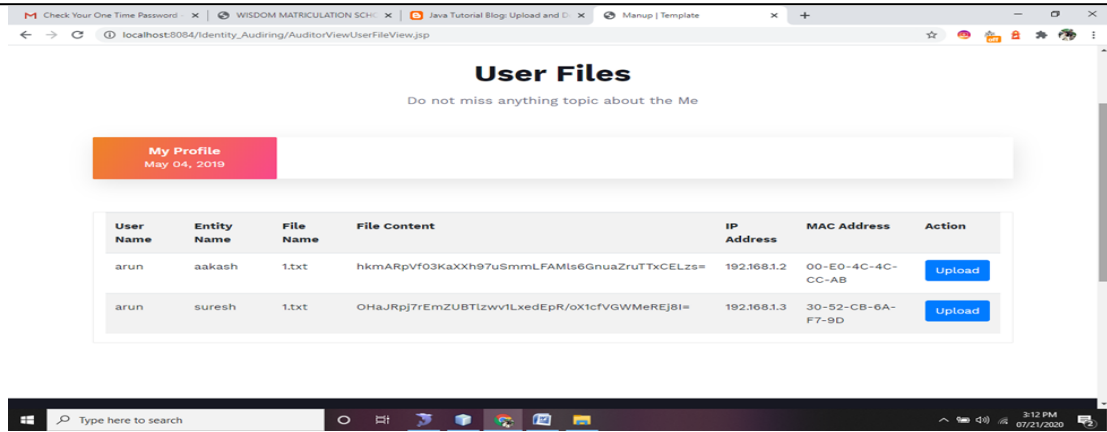 Check Your One Time Password - WISDOM MATRICULATION SCHO Java Tutorial Blog: Upload and D Manup | Template
localhost:8084/Identity_Audiring/AuditorViewUserFileView.jsp
User Files
Do not miss anything topic about the Me
My Profile
May 04, 2019
User Name Entity Name File Name File Content IP Address MAC Address Action
arun aakash 1.txt hkmARpVf03KaXXh97uSmmLFAMls6GnuaZruTTxCELzs= 192.168.1.2 00-E0-4C-4C-
CC-AB
Upload
arun suresh 1.txt OHaJRpj7rEmZUBTlzwv1LxedEpR/oX1cfVGWMeREj8I= 192.168.1.3 30-52-CB-6A-
F7-9D
Upload
Type here to search
3:12 PM
07/21/2020